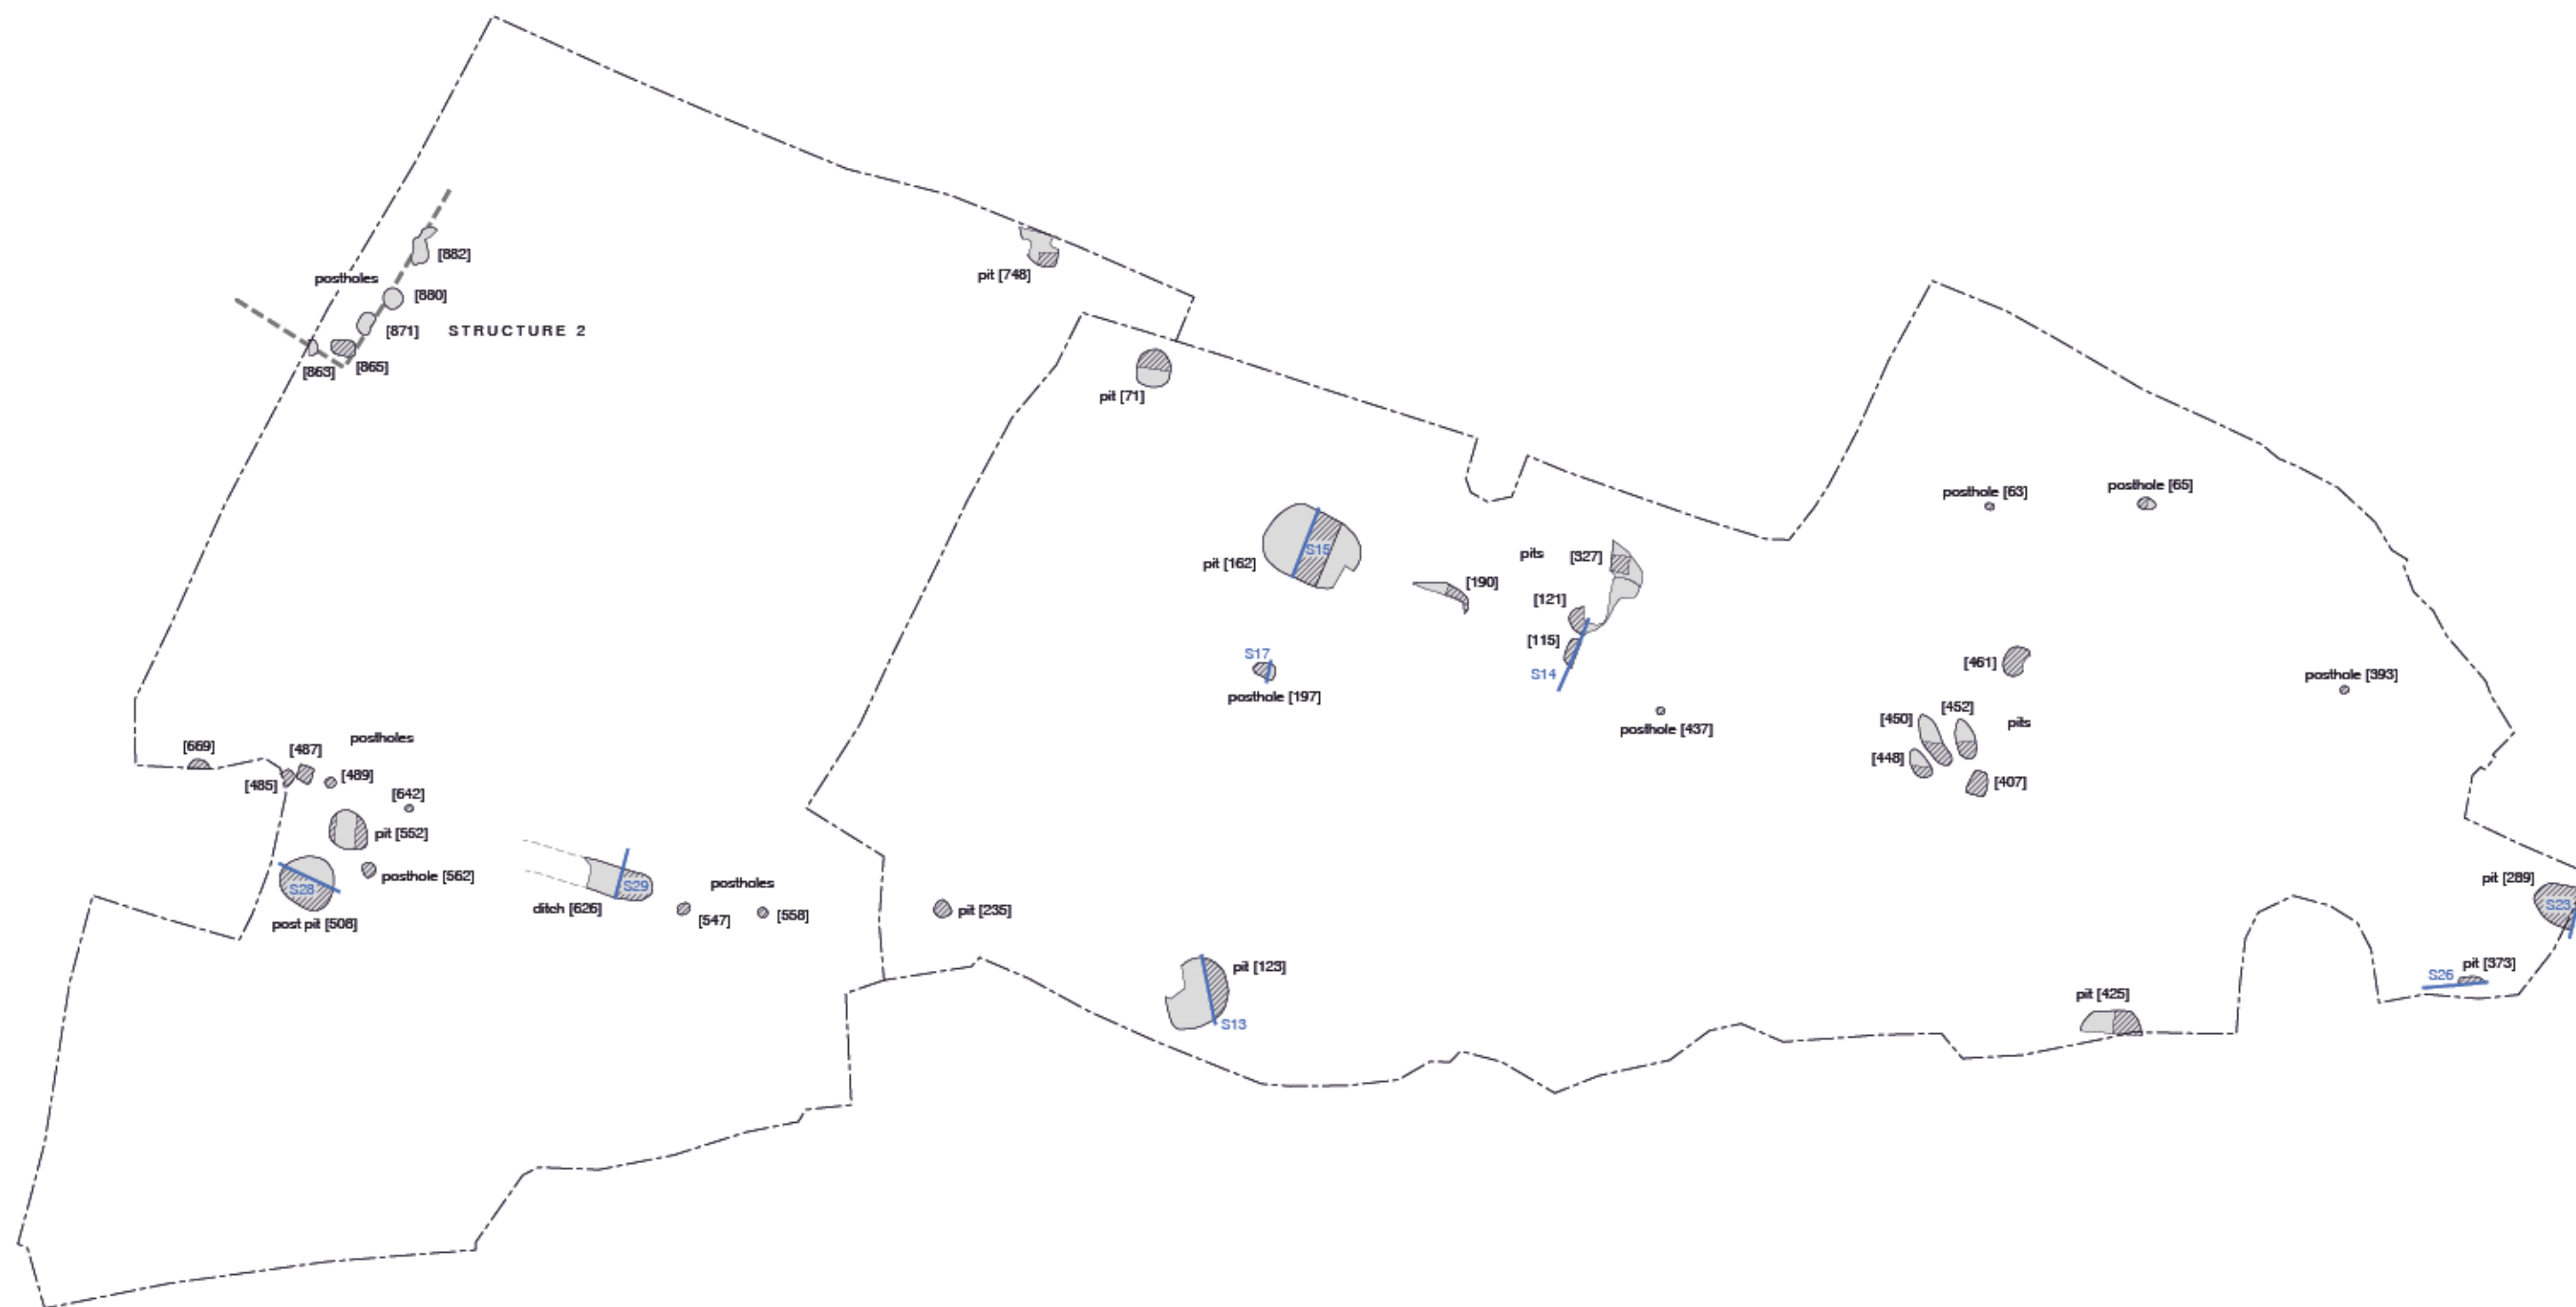 [882]
postholes
[880]
[871]
STRUCTURE 2
[863]
[865]
pit [748]
pit [71]
posthole [63]
posthole [65]
pit [162]
S15
[190]
pits
[327]
[121]
[115]
S14
S17
posthole [197]
posthole [437]
[461]
[450]
[452]
pits
[448]
[407]
posthole [393]
[669]
[487]
postholes
[485]
[489]
[642]
pit [552]
posthole [562]
S28
post pit [508]
ditch [626]
S29
postholes
[547]
[558]
pit [235]
pit [123]
S13
pit [289]
S23
S26
pit [373]
pit [425]